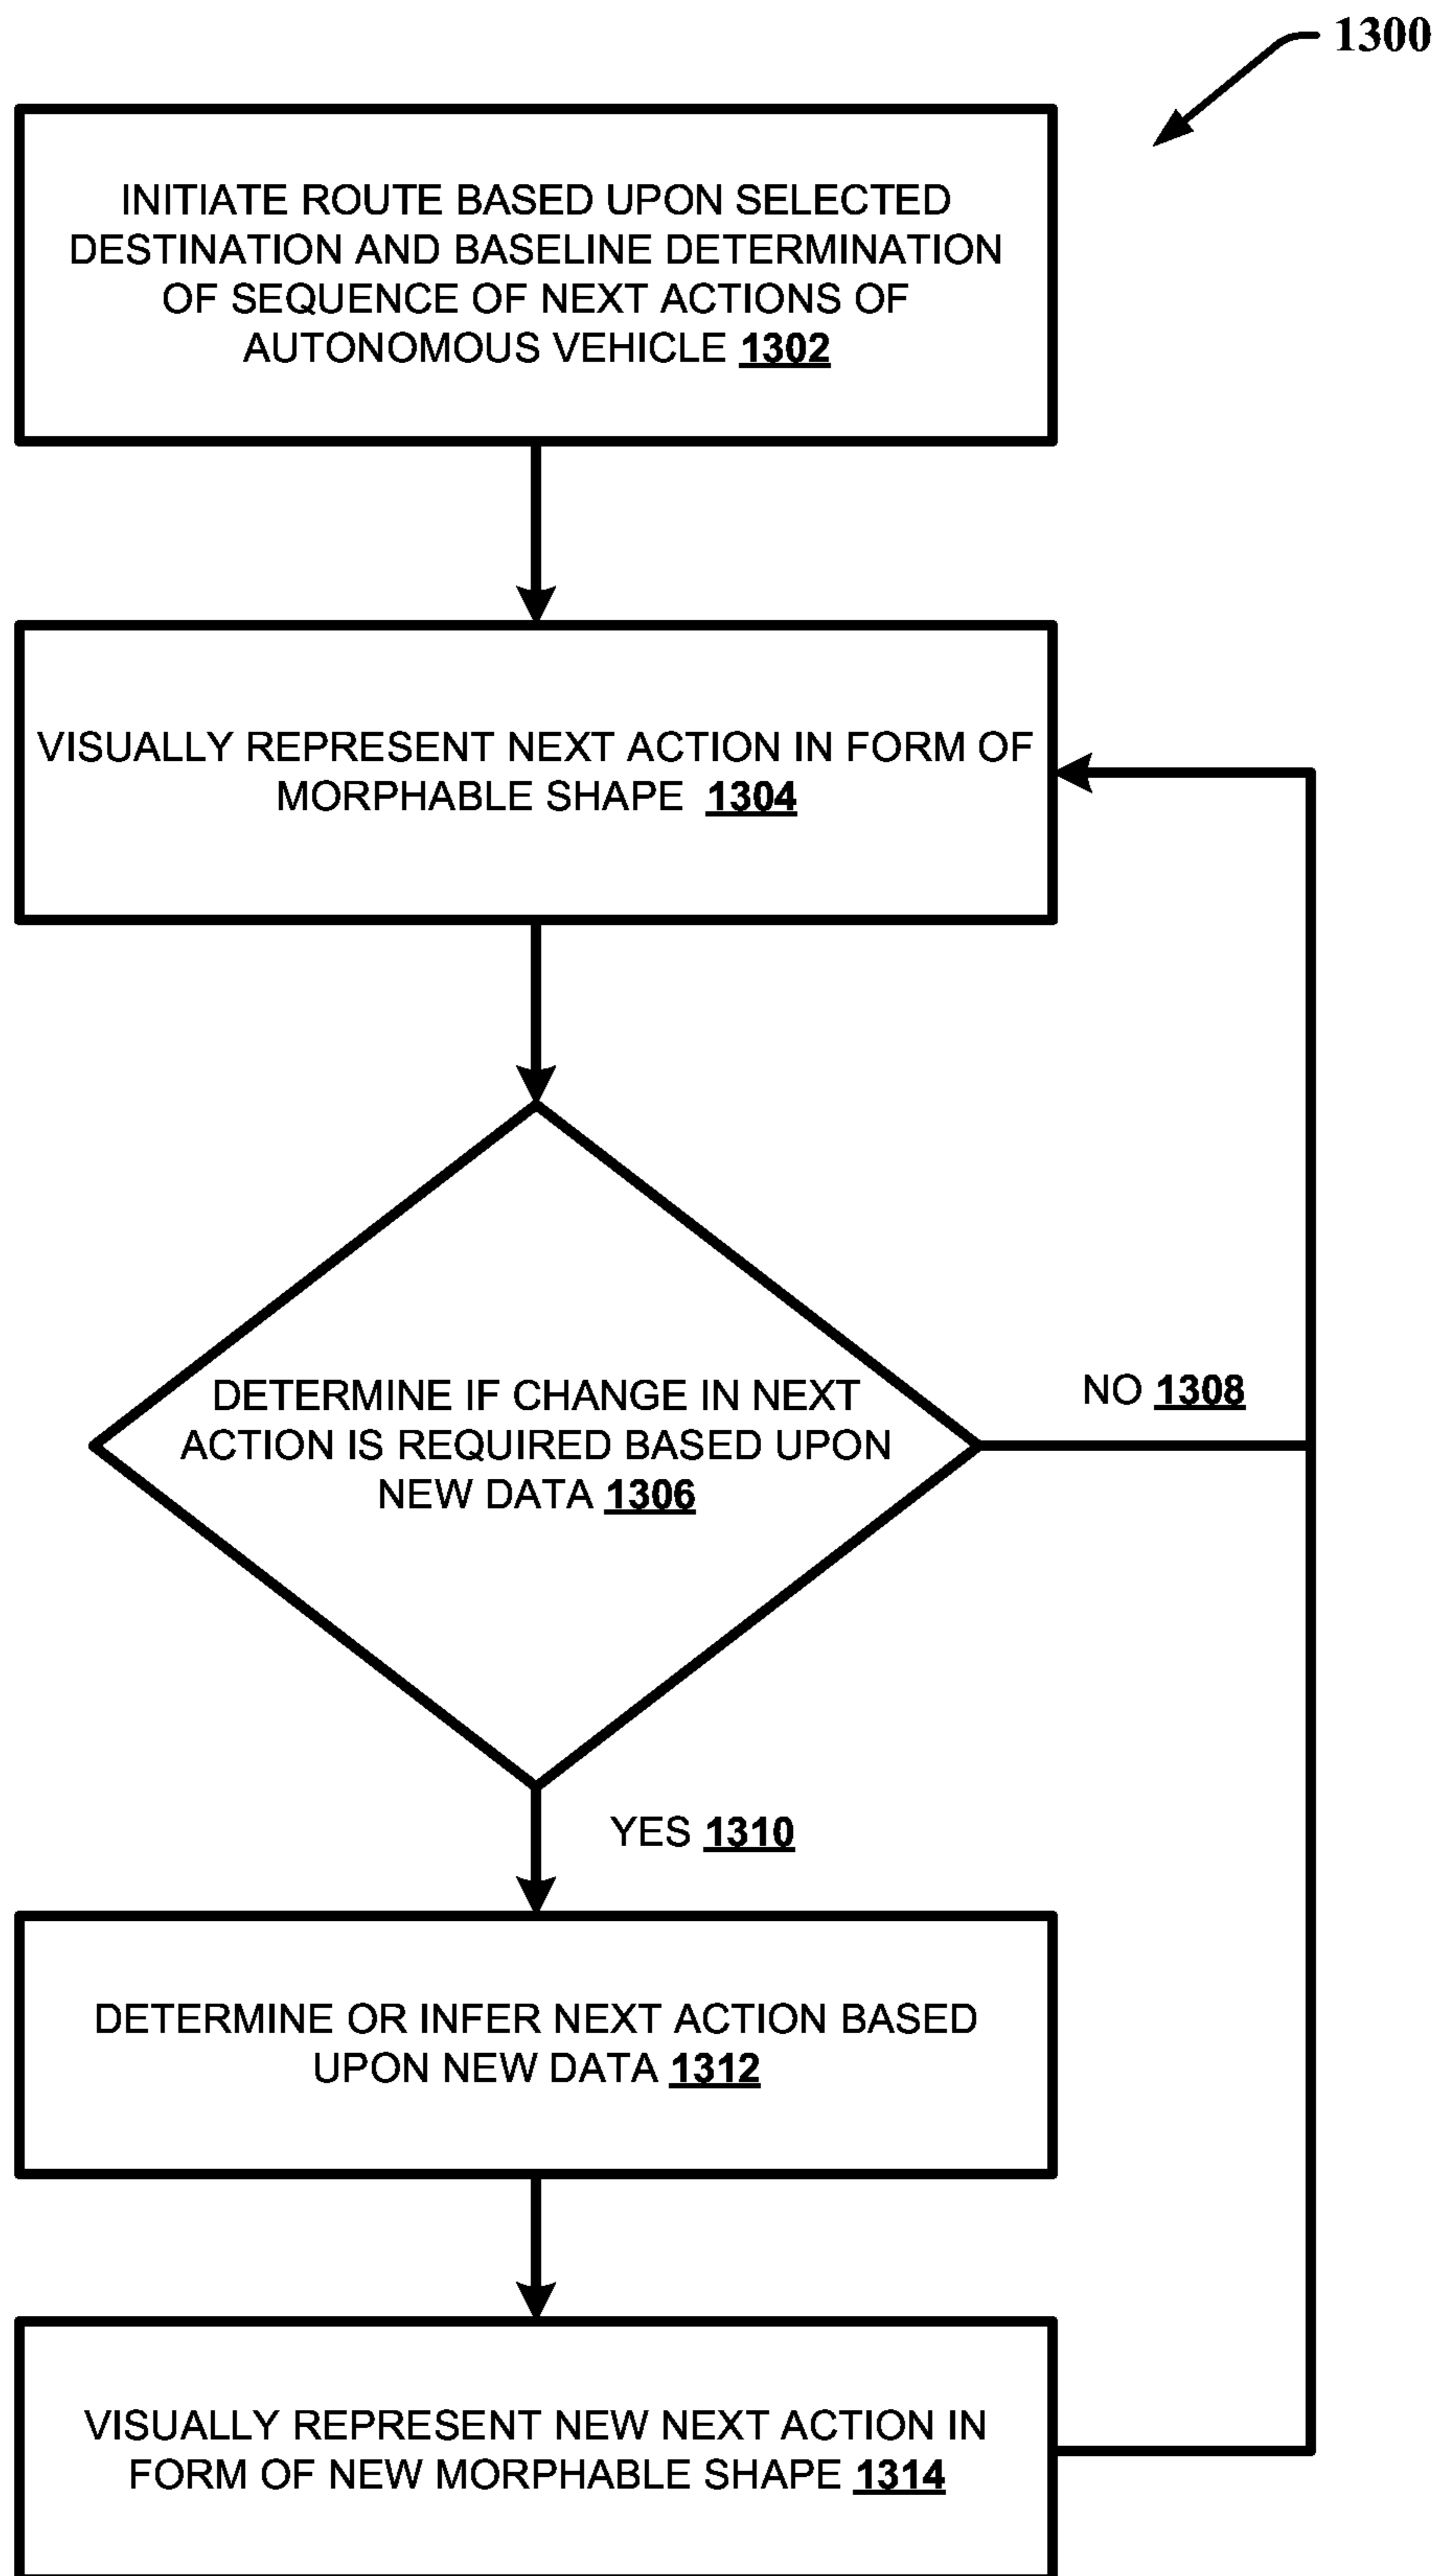 1300
INITIATE ROUTE BASED UPON SELECTED
DESTINATION AND BASELINE DETERMINATION
OF SEQUENCE OF NEXT ACTIONS OF
AUTONOMOUS VEHICLE 1302
VISUALLY REPRESENT NEXT ACTION IN FORM OF
MORPHABLE SHAPE 1304
DETERMINE IF CHANGE IN NEXT
ACTION IS REQUIRED BASED UPON
NEW DATA 1306
NO 1308
YES 1310
DETERMINE OR INFER NEXT ACTION BASED
UPON NEW DATA 1312
VISUALLY REPRESENT NEW NEXT ACTION IN
FORM OF NEW MORPHABLE SHAPE 1314